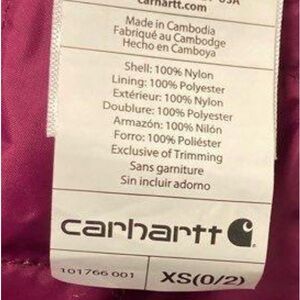 USA
carhartt.com
Made in Cambodia
Fabriqué au Cambodge
Hecho en Camboya
Shell: 100% Nylon
Lining: 100% Polyester
Extérieur: 100% Nylon
Doublure: 100% Polyester
Armazón: 100% Nilón
Forro: 100% Poliéster
Exclusive of Trimming
Sans garniture
Sin incluir adorno
carhartt
101766 001
XS(0/2)